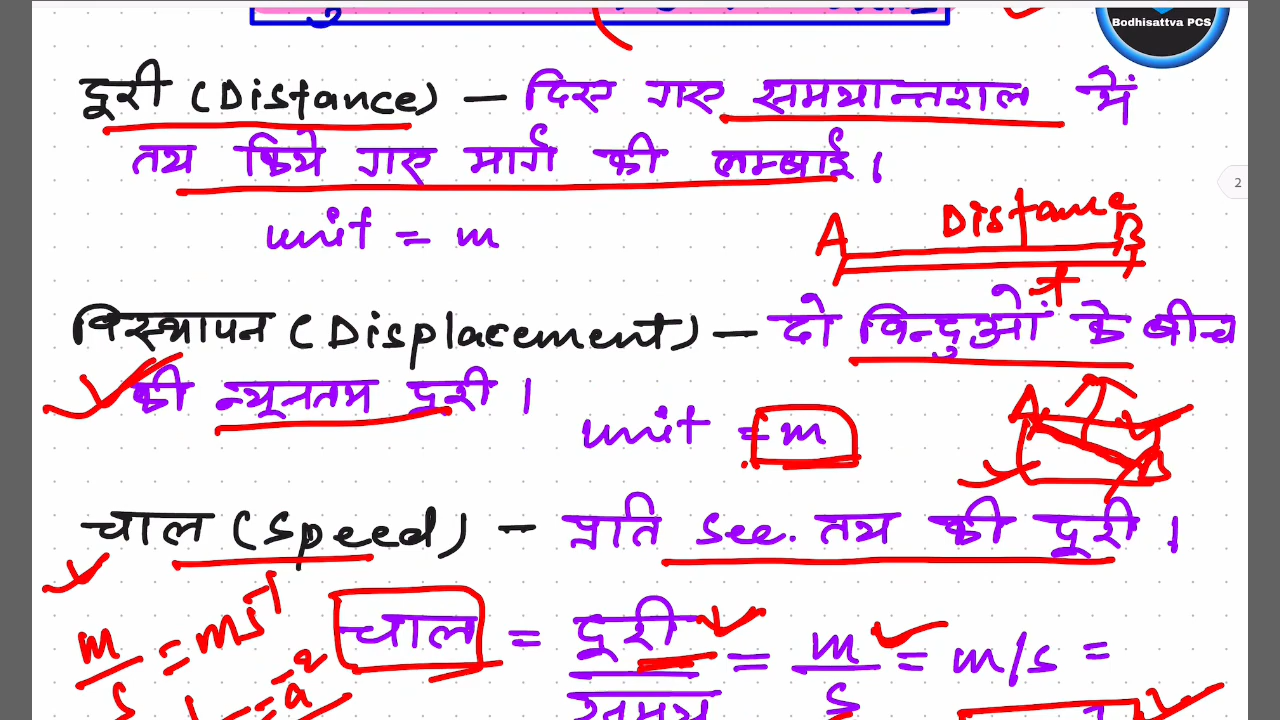 Bodhisattva PCS
दूरी (Distance) – दिए गए समयान्तराल में
तय किये गए मार्ग की लम्बाई ।
unit = m
Distance
A B
2
विस्थापन (Displacement) – दो बिन्दुओं के बीच
की न्यूनतम दूरी ।
unit = m
A
B
चाल (Speed) – प्रति sec. तय की दूरी ।
m/s = ms⁻¹
चाल = दूरी/समय = m/s = m/s =